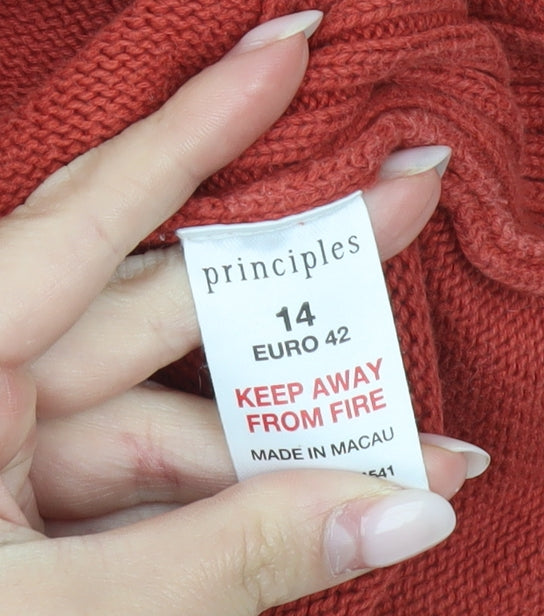 principles
14
EURO 42
KEEP AWAY
FROM FIRE
MADE IN MACAU